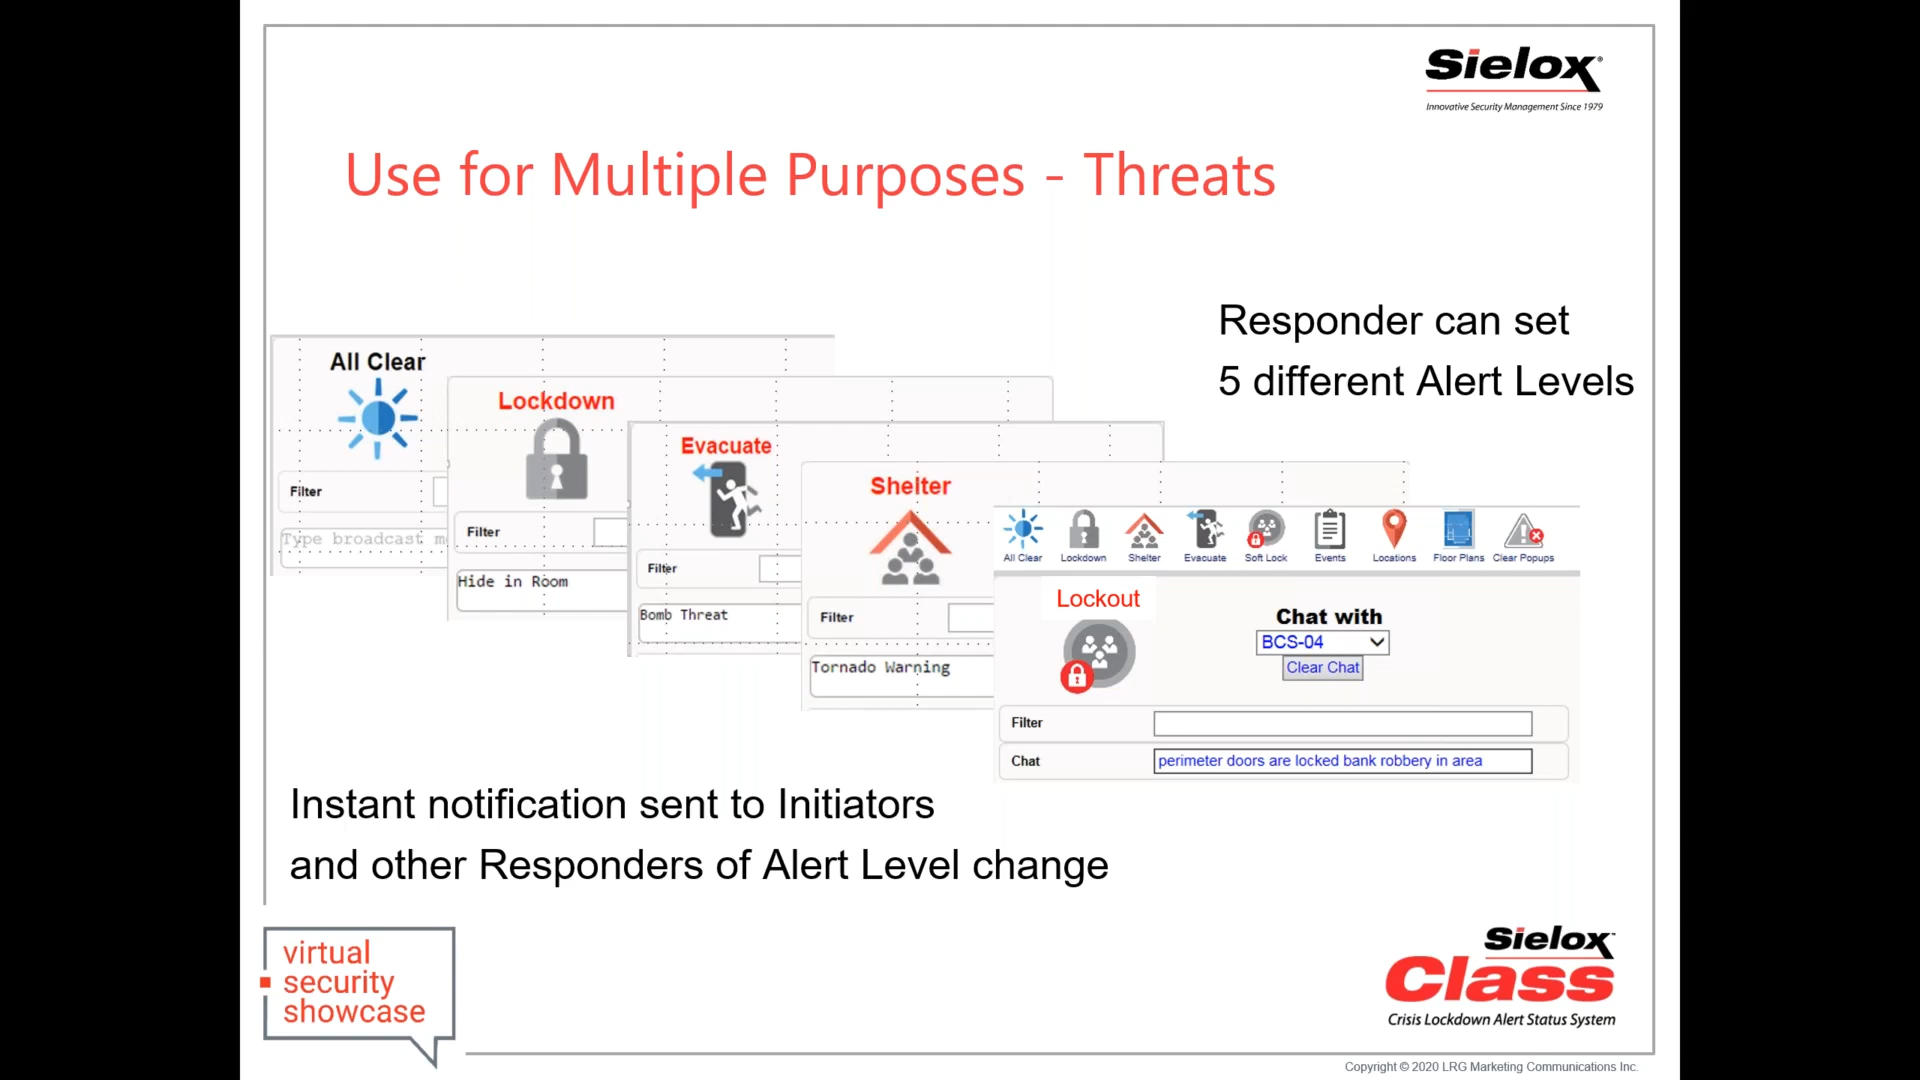 Sielox®
Innovative Security Management Since 1979
Use for Multiple Purposes - Threats
Responder can set
5 different Alert Levels
All Clear
Filter
Type broadcast m
Lockdown
Filter
Hide in Room
Evacuate
Filter
Bomb Threat
Shelter
Filter
Tornado Warning
All Clear
Lockdown
Shelter
Evacuate
Soft Lock
Events
Locations
Floor Plans
Clear Popups
Lockout
Chat with
BCS-04
Clear Chat
Filter
Chat
perimeter doors are locked bank robbery in area
Instant notification sent to Initiators
and other Responders of Alert Level change
virtual
security
showcase
Sielox™
Class
Crisis Lockdown Alert Status System
Copyright © 2020 LRG Marketing Communications Inc.